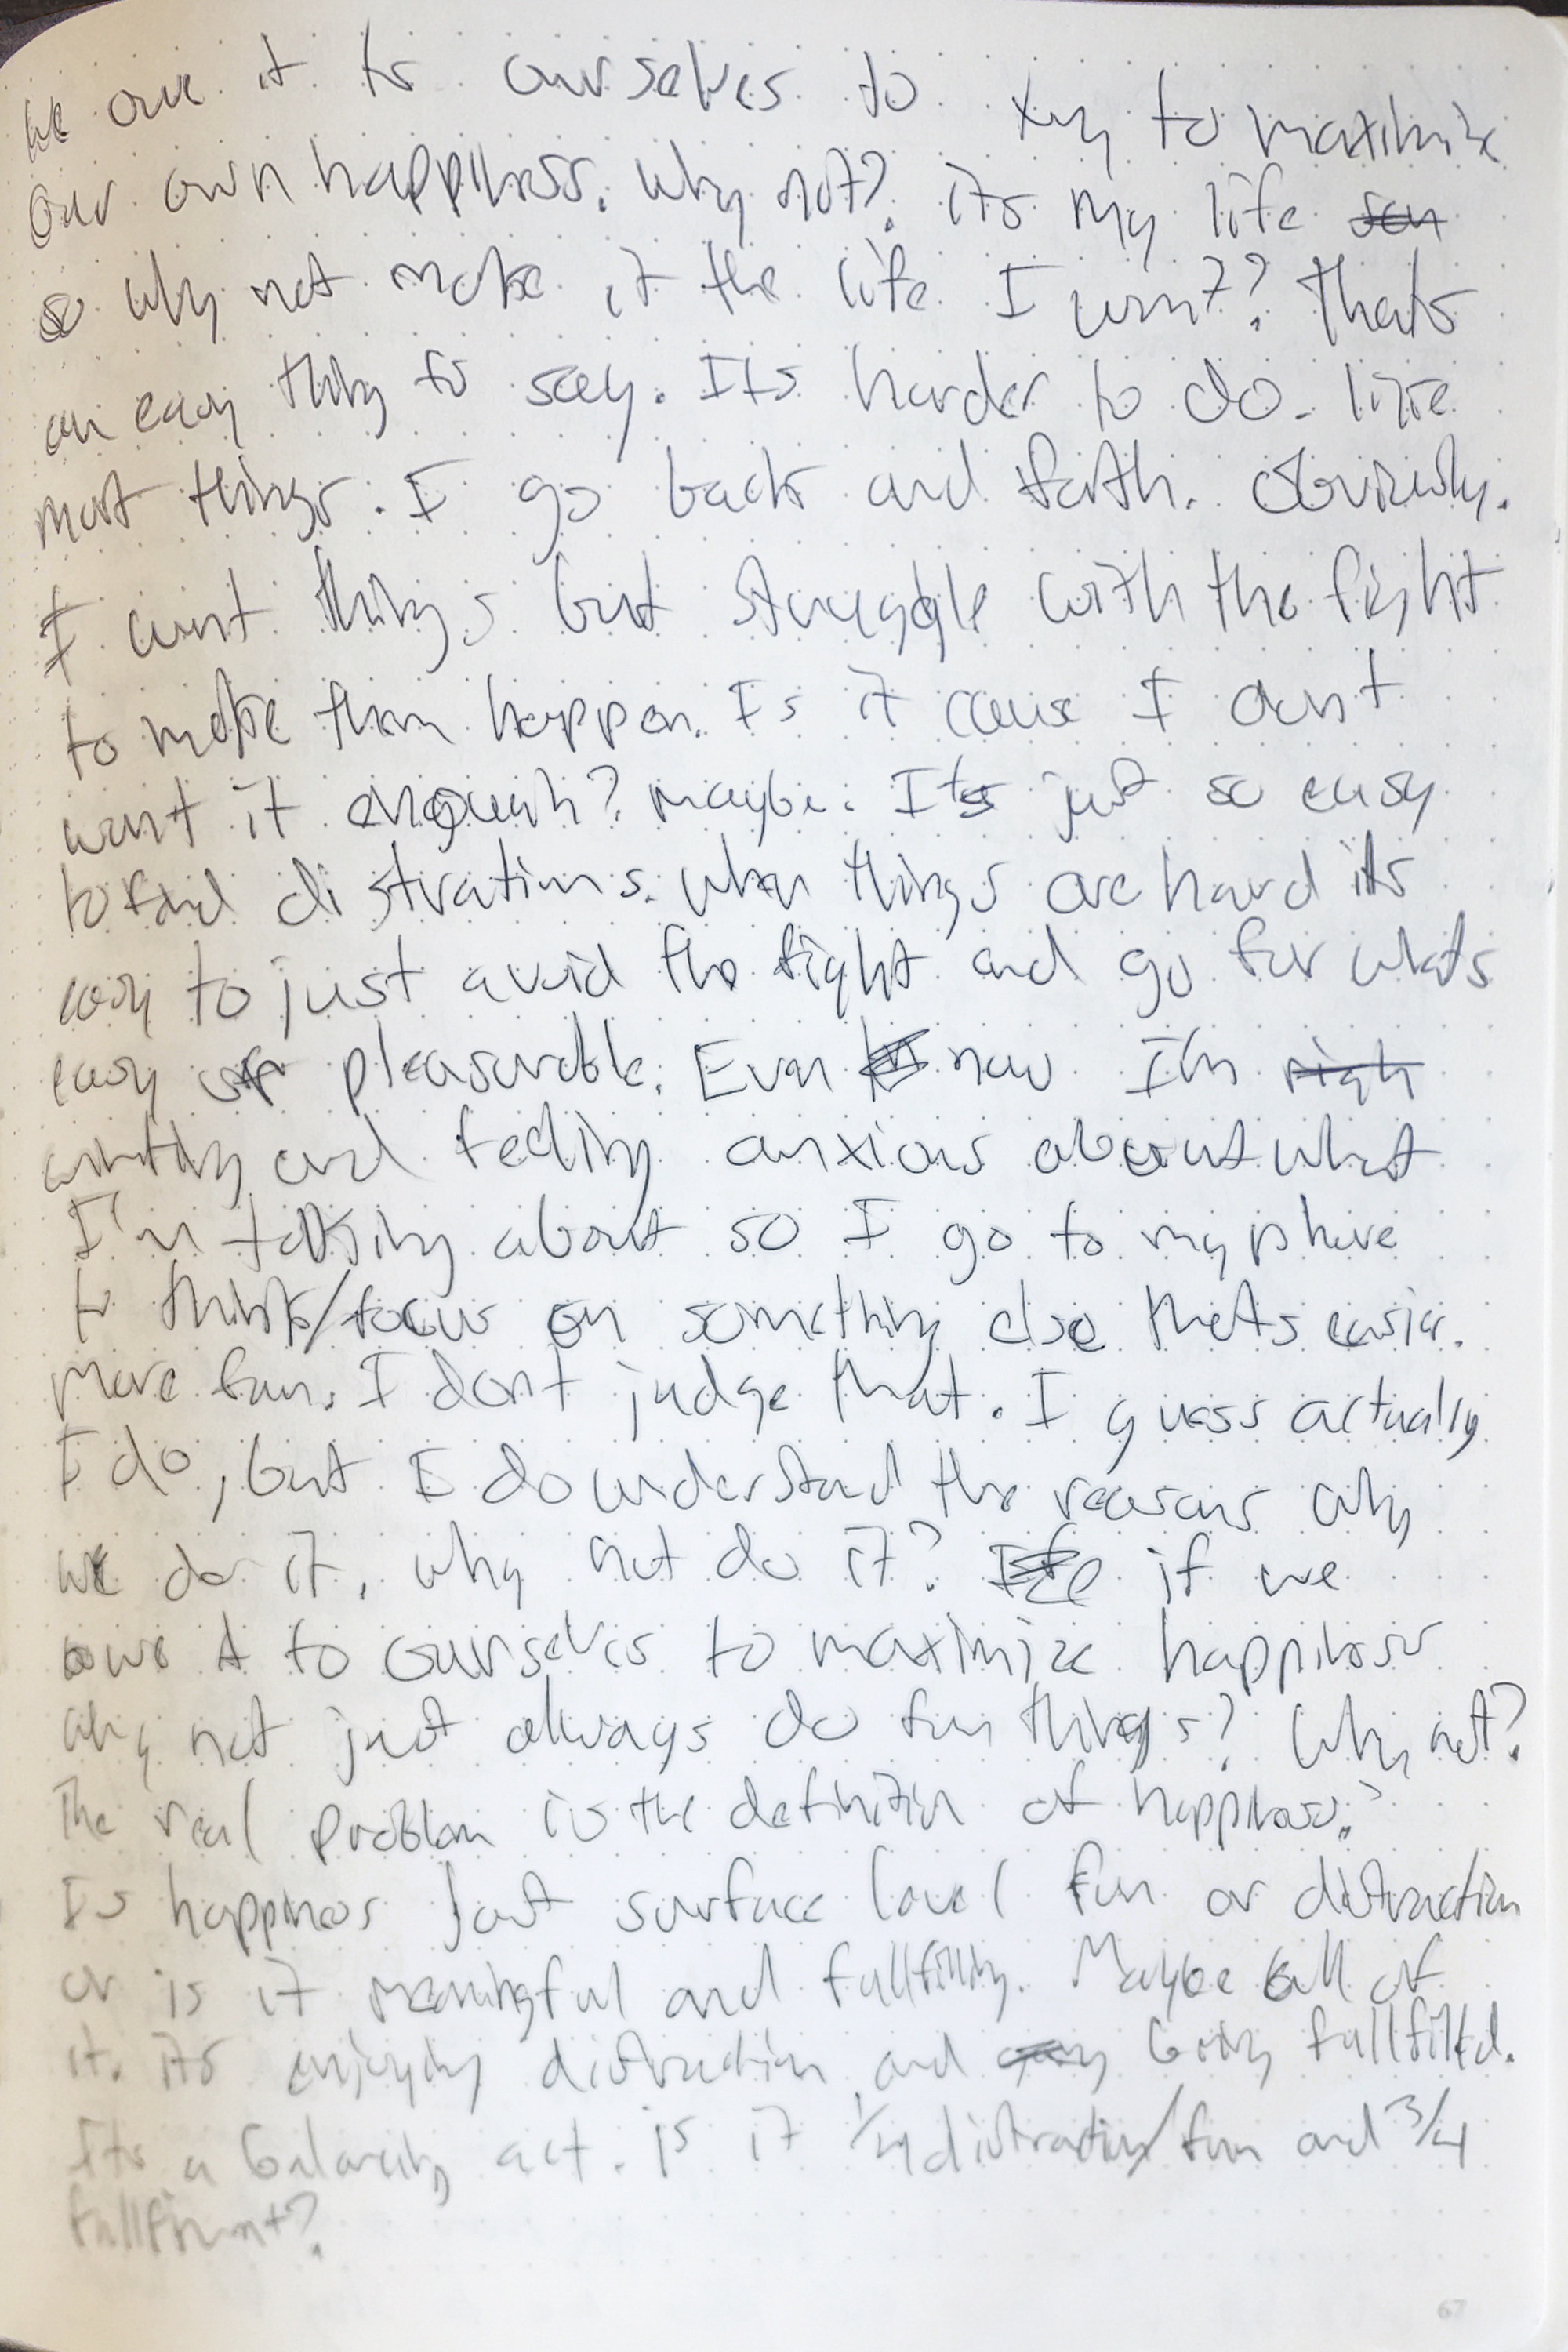 We owe it to ourselves to try to maximize
our own happiness. Why not? its my life
so why not make it the life I want? Thats
an easy thing to say. Its harder to do. like
most things. I go back and forth. Obviously.
I want things but struggle with the fight
to make them happen. Is it cause I dont
want it enough? maybe. Its just so easy
to find distrations. when things are hard its
easy to just avoid the fight and go for whats
easy or pleasurable. Even now I'm
writing and feeling anxious about what
I'm talking about so I go to my phone
to think/focus on something else thats easier.
More fun. I dont judge that. I guess actually
I do, but I do understand the reasons why
we do it. why not do it? if we
owe it to ourselves to maximize happiness
why not just always do fun things? Why not?
The real problem is the definition of happiness?
Is happiness just surface level fun or distraction
or is it meaningful and fullfilling. Maybe all of
it. its enjoying distraction and being fullfilled.
Its a balancing act. is it 1/4 distraction/fun and 3/4
fullfilment?
67